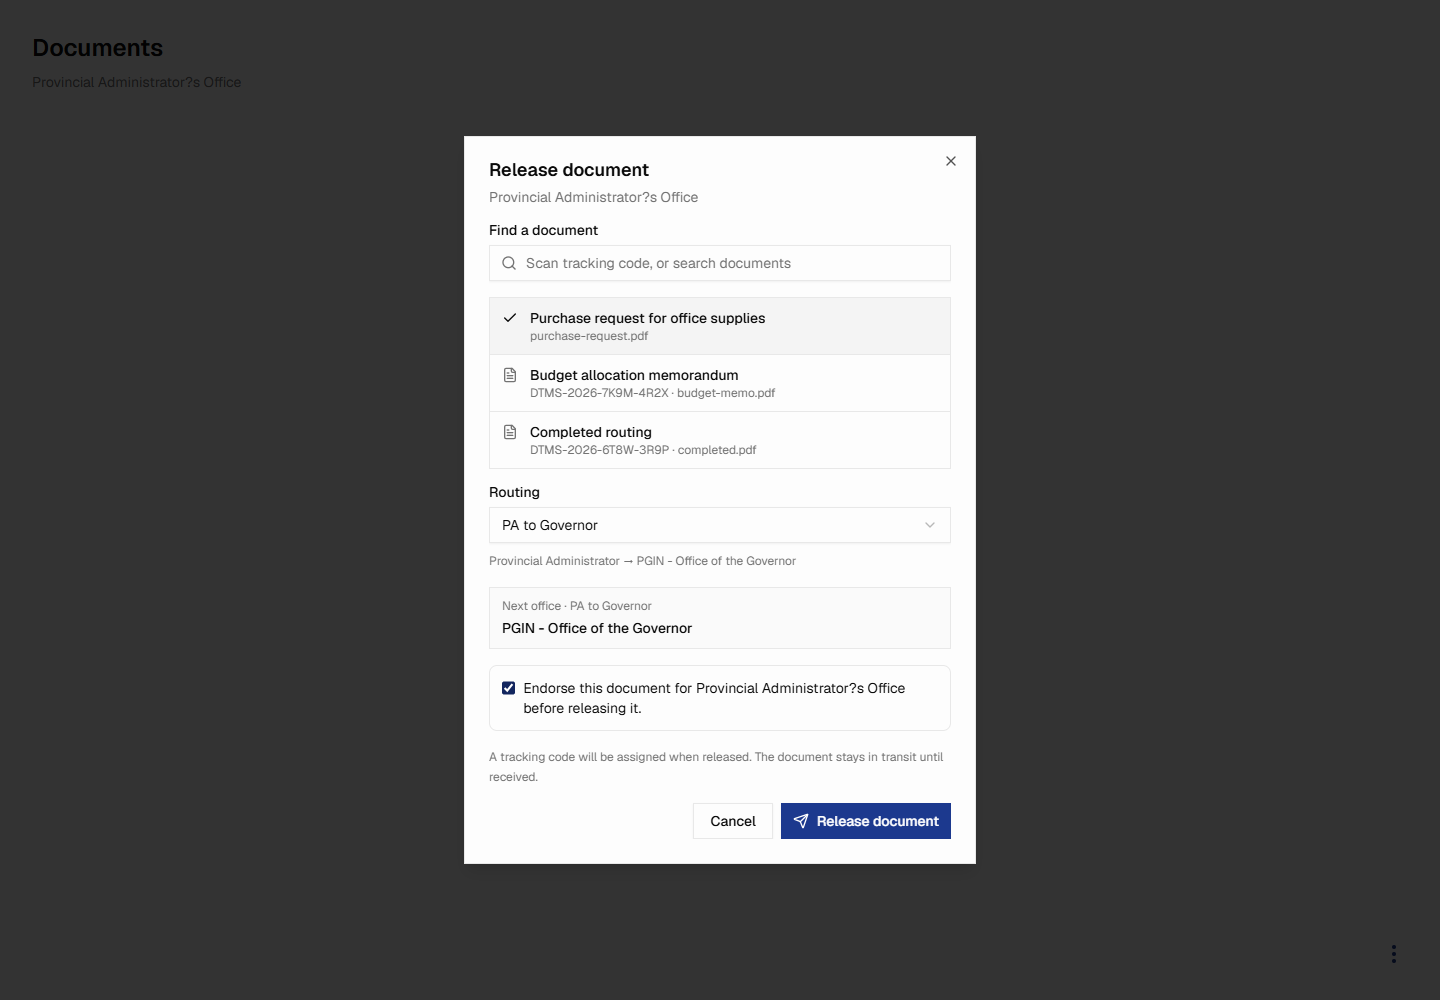 Documents
Provincial Administrator?s Office
Release document
Provincial Administrator?s Office
Find a document
Scan tracking code, or search documents
Purchase request for office supplies
purchase-request.pdf
Budget allocation memorandum
DTMS-2026-7K9M-4R2X · budget-memo.pdf
Completed routing
DTMS-2026-6T8W-3R9P · completed.pdf
Routing
PA to Governor
Provincial Administrator → PGIN - Office of the Governor
Next office · PA to Governor
PGIN - Office of the Governor
Endorse this document for Provincial Administrator?s Office
before releasing it.
A tracking code will be assigned when released. The document stays in transit until
received.
Cancel
Release document